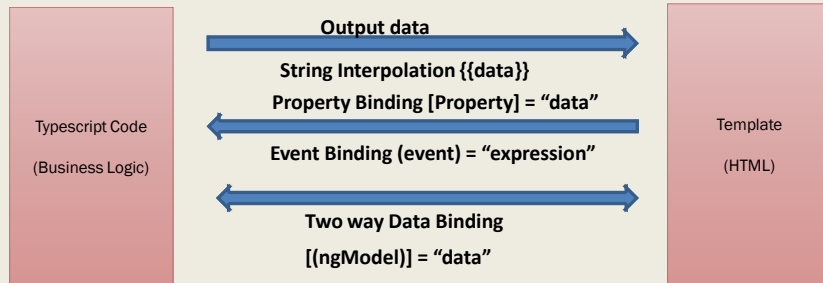 Output data
String Interpolation {{data}}
Property Binding [Property] = “data”
Typescript Code
(Business Logic)
Template
(HTML)
Event Binding (event) = “expression”
Two way Data Binding
[(ngModel)] = “data”